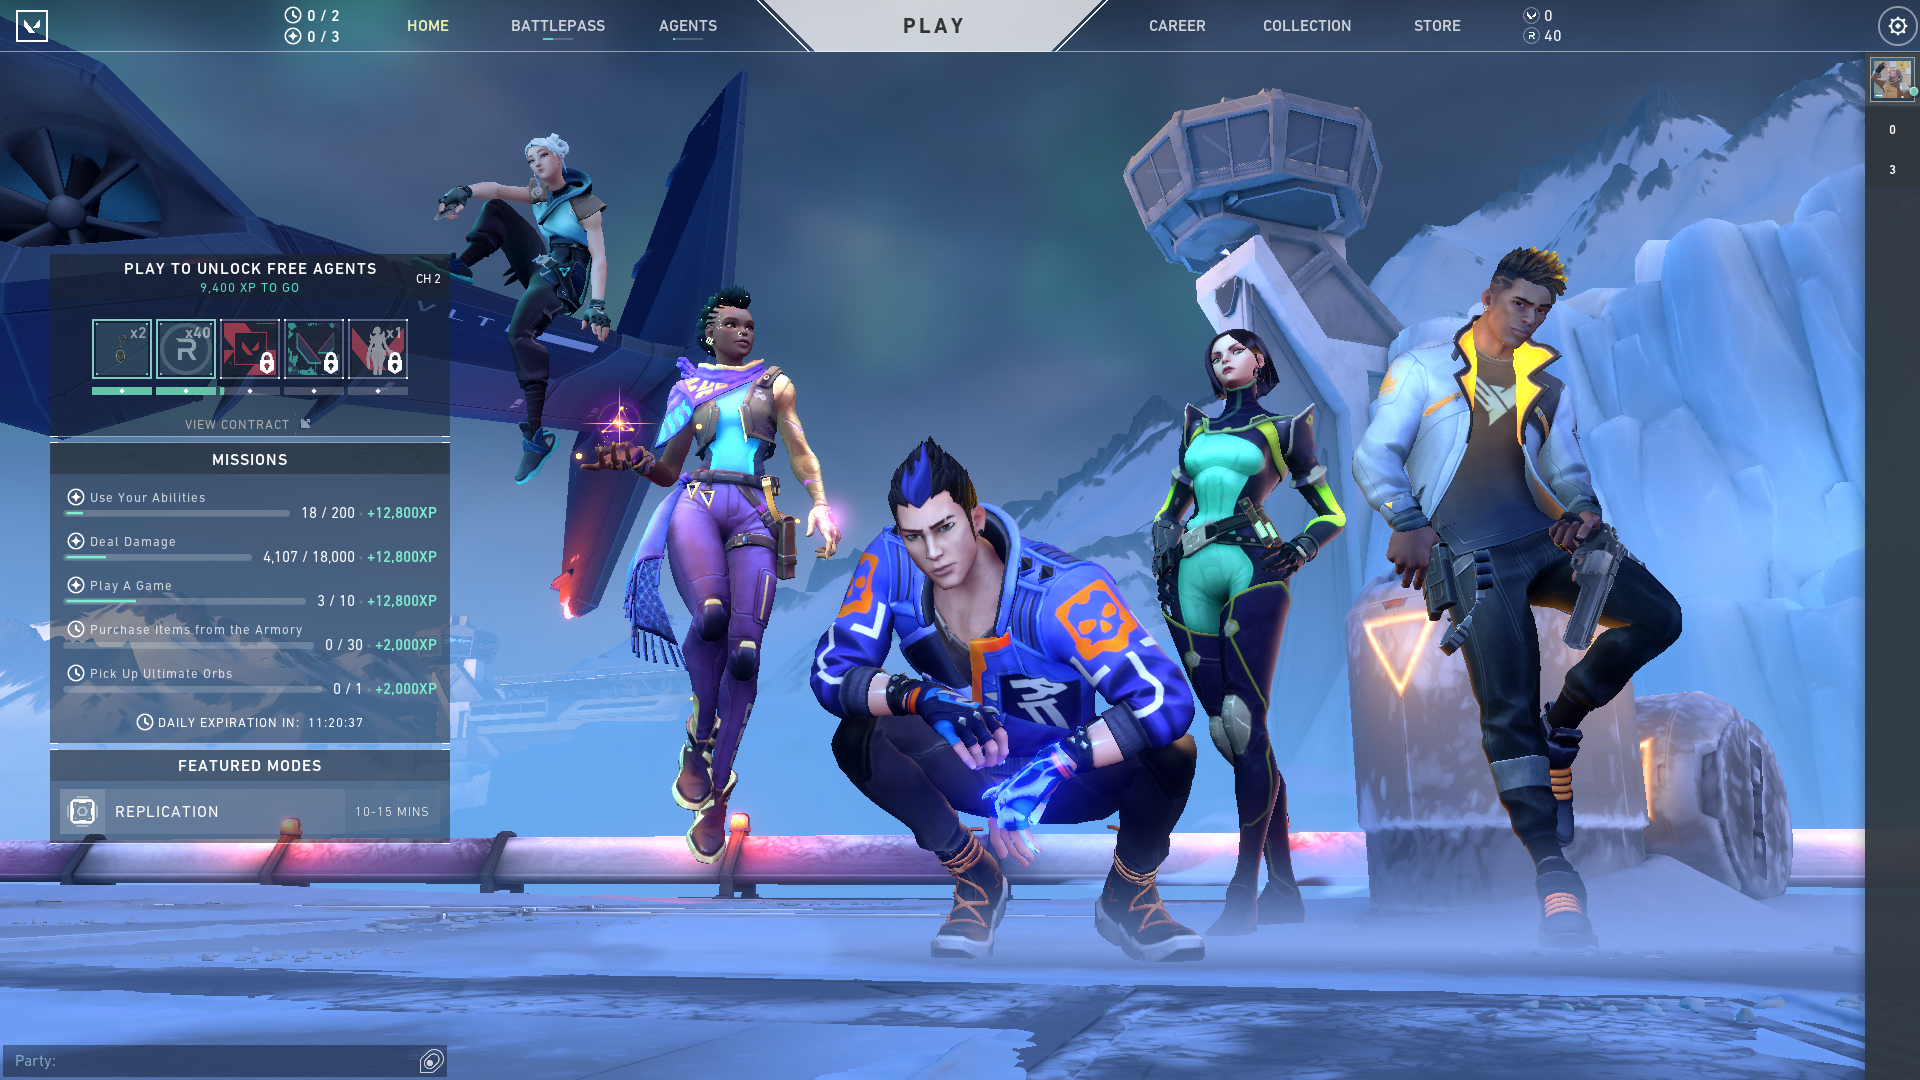 0 / 2
0 / 3
HOME
BATTLEPASS
AGENTS
PLAY
CAREER
COLLECTION
STORE
0
40
0
3
PLAY TO UNLOCK FREE AGENTS
9,400 XP TO GO
CH 2
x2
x40
x1
VIEW CONTRACT
MISSIONS
Use Your Abilities
18 / 200 · +12,800XP
Deal Damage
4,107 / 18,000 · +12,800XP
Play A Game
3 / 10 · +12,800XP
Purchase Items from the Armory
0 / 30 · +2,000XP
Pick Up Ultimate Orbs
0 / 1 · +2,000XP
DAILY EXPIRATION IN: 11:20:37
FEATURED MODES
REPLICATION
10-15 MINS
Party: